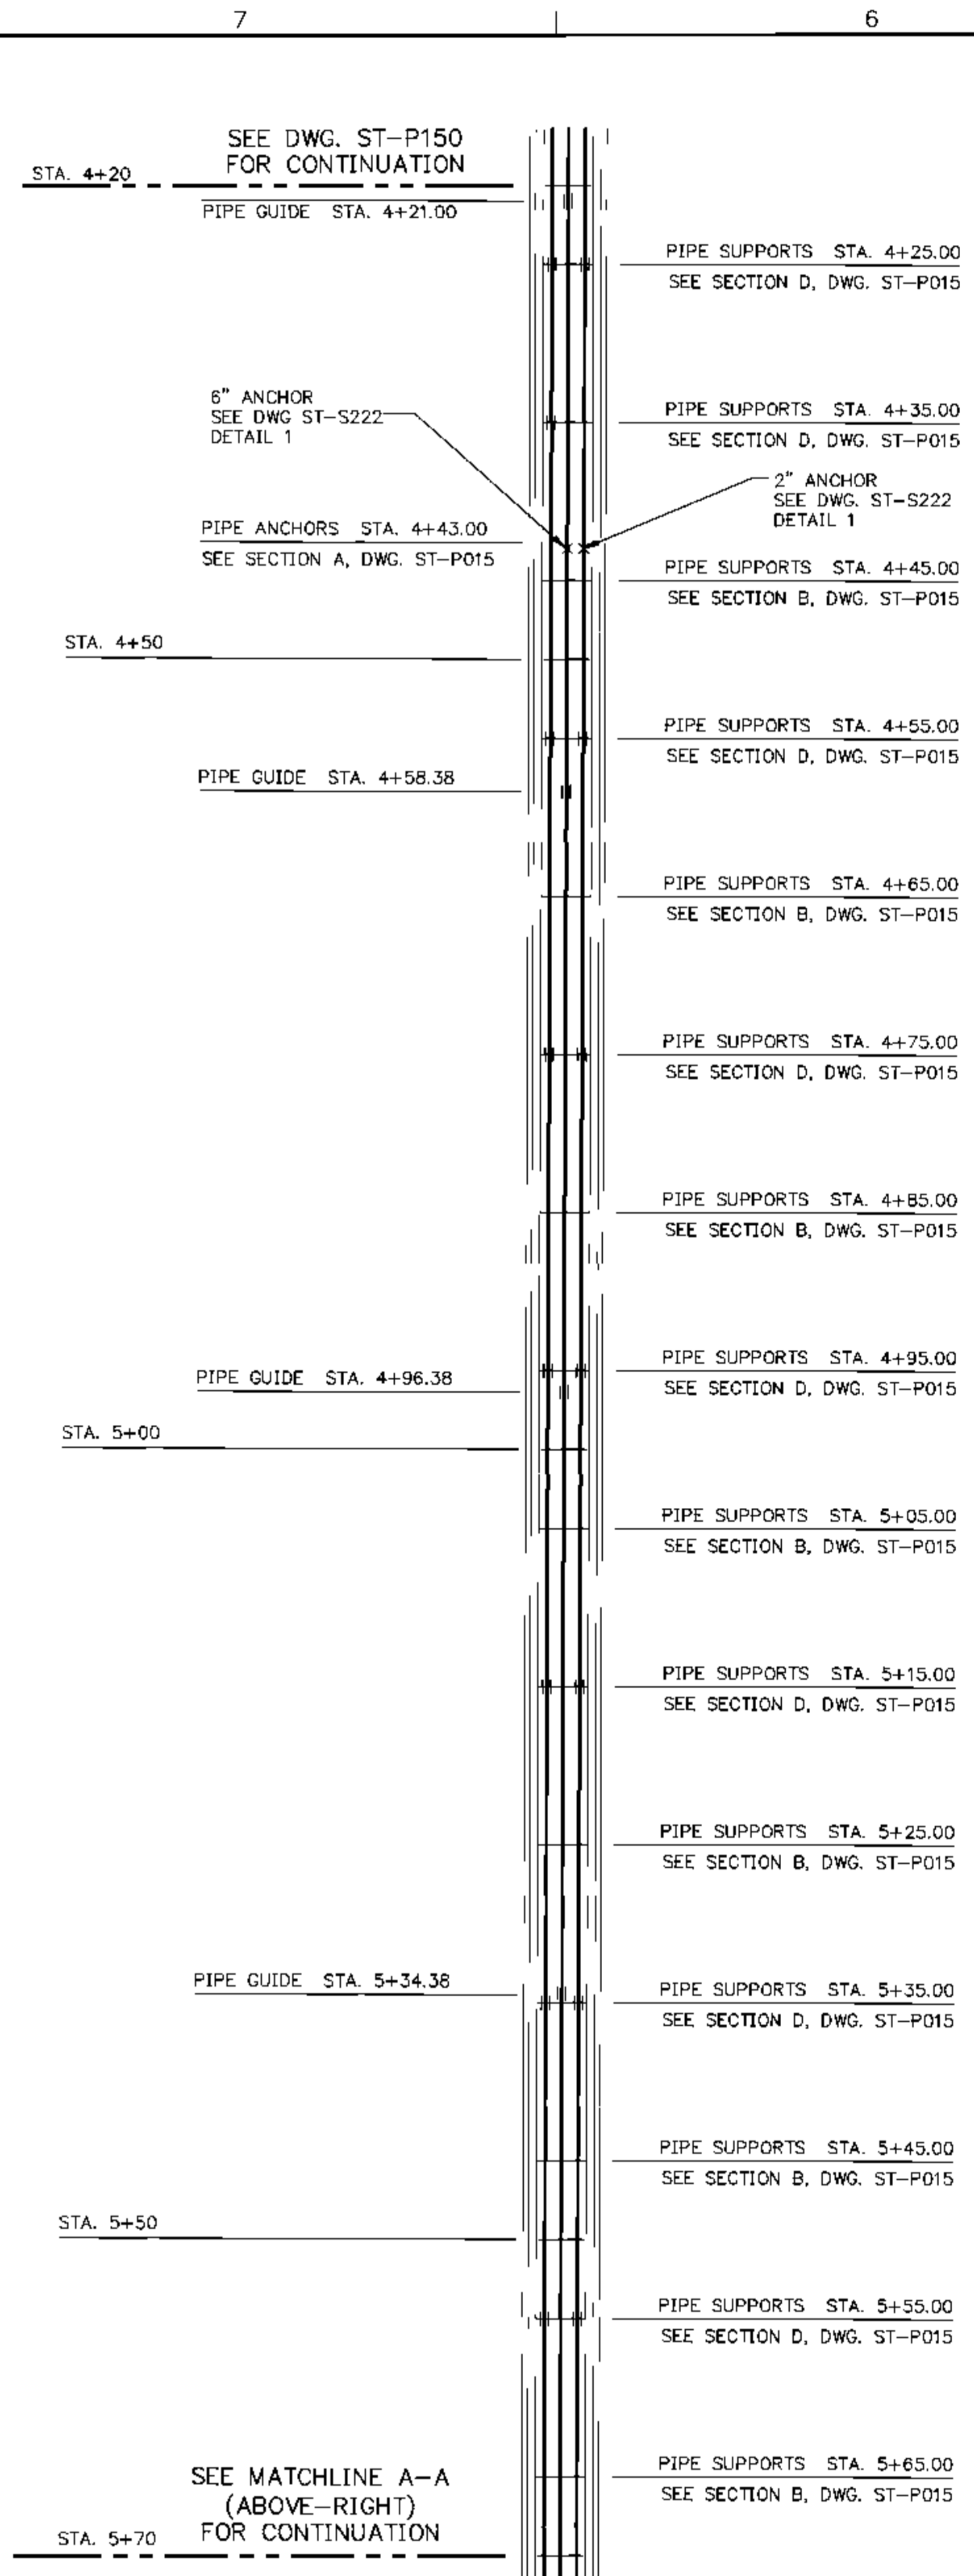 7
6
SEE DWG. ST-P150
FOR CONTINUATION
STA. 4+20
PIPE GUIDE STA. 4+21.00
PIPE SUPPORTS STA. 4+25.00
SEE SECTION D, DWG. ST-P015
6" ANCHOR
SEE DWG ST-S222
DETAIL 1
PIPE SUPPORTS STA. 4+35.00
SEE SECTION D, DWG. ST-P015
2" ANCHOR
SEE DWG. ST-S222
DETAIL 1
PIPE ANCHORS STA. 4+43.00
SEE SECTION A, DWG. ST-P015
PIPE SUPPORTS STA. 4+45.00
SEE SECTION B, DWG. ST-P015
STA. 4+50
PIPE SUPPORTS STA. 4+55.00
SEE SECTION D, DWG. ST-P015
PIPE GUIDE STA. 4+58.38
PIPE SUPPORTS STA. 4+65.00
SEE SECTION B, DWG. ST-P015
PIPE SUPPORTS STA. 4+75.00
SEE SECTION D, DWG. ST-P015
PIPE SUPPORTS STA. 4+85.00
SEE SECTION B, DWG. ST-P015
PIPE SUPPORTS STA. 4+95.00
SEE SECTION D, DWG. ST-P015
PIPE GUIDE STA. 4+96.38
STA. 5+00
PIPE SUPPORTS STA. 5+05.00
SEE SECTION B, DWG. ST-P015
PIPE SUPPORTS STA. 5+15.00
SEE SECTION D, DWG. ST-P015
PIPE SUPPORTS STA. 5+25.00
SEE SECTION B, DWG. ST-P015
PIPE GUIDE STA. 5+34.38
PIPE SUPPORTS STA. 5+35.00
SEE SECTION D, DWG. ST-P015
PIPE SUPPORTS STA. 5+45.00
SEE SECTION B, DWG. ST-P015
STA. 5+50
PIPE SUPPORTS STA. 5+55.00
SEE SECTION D, DWG. ST-P015
PIPE SUPPORTS STA. 5+65.00
SEE SECTION B, DWG. ST-P015
SEE MATCHLINE A-A
(ABOVE-RIGHT)
FOR CONTINUATION
STA. 5+70